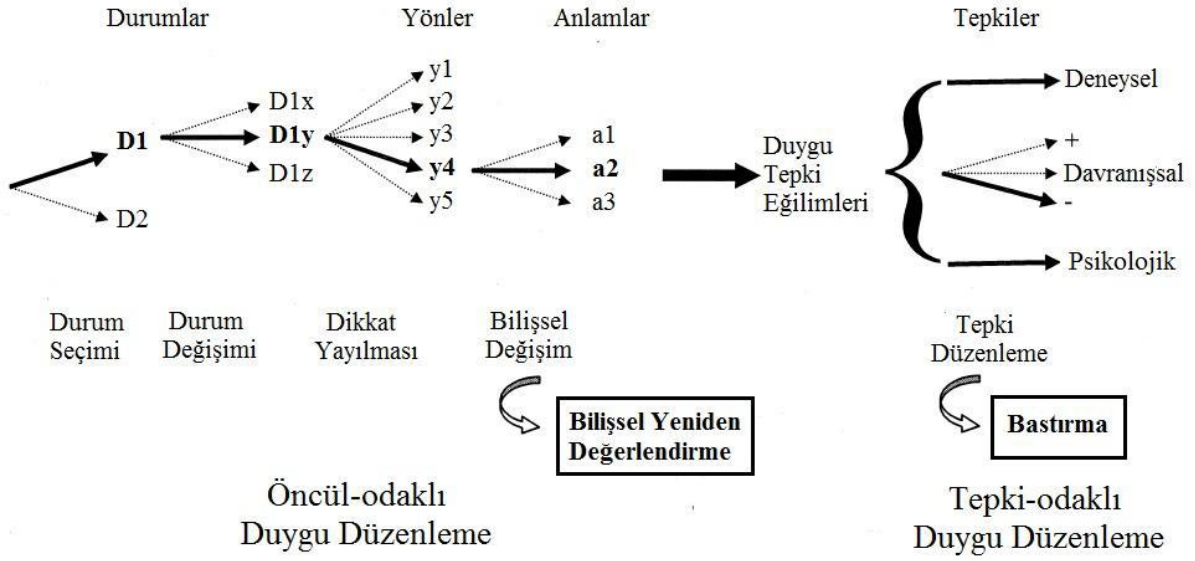 Durumlar
Yönler
Anlamlar
Tepkiler
D1
D2
D1x
D1y
D1z
y1
y2
y3
y4
y5
a1
a2
a3
Duygu
Tepki
Eğilimleri
Deneysel
+
Davranışsal
-
Psikolojik
Durum
Seçimi
Durum
Değişimi
Dikkat
Yayılması
Bilişsel
Değişim
Tepki
Düzenleme
Bilişsel Yeniden
Değerlendirme
Bastırma
Öncül-odaklı
Duygu Düzenleme
Tepki-odaklı
Duygu Düzenleme